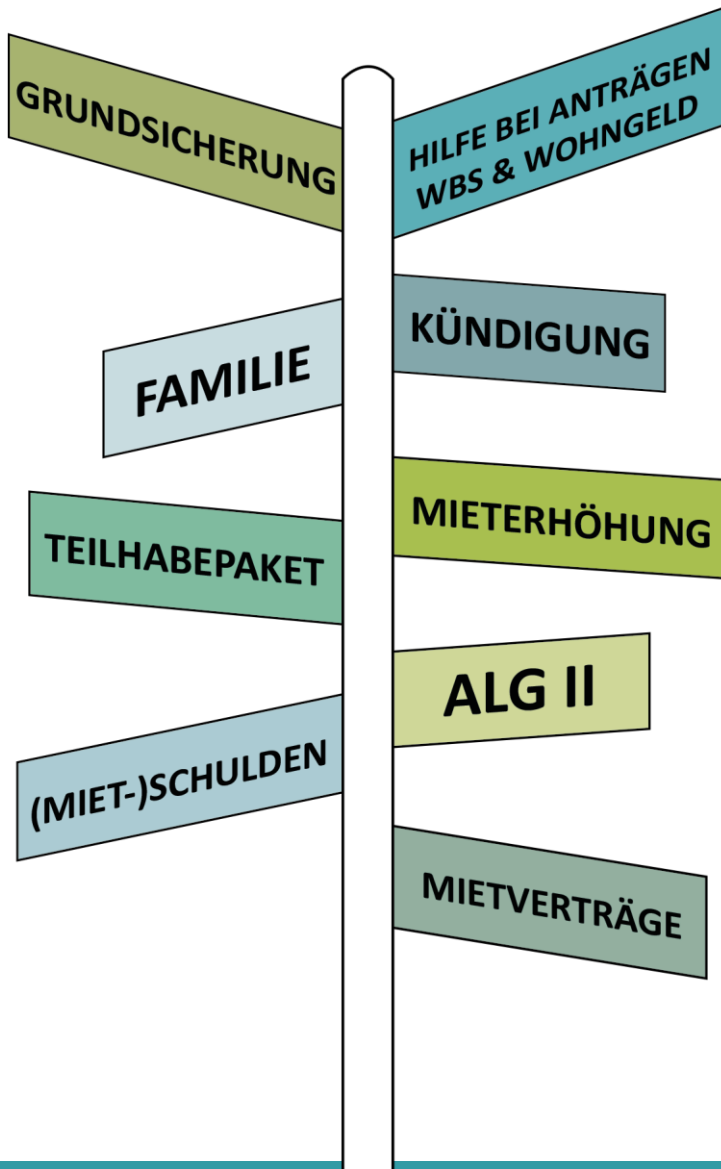 GRUNDSICHERUNG
HILFE BEI ANTRÄGEN
WBS & WOHNGELD
FAMILIE
KÜNDIGUNG
TEILHABEPAKET
MIETERHÖHUNG
(MIET-)SCHULDEN
ALG II
MIETVERTRÄGE